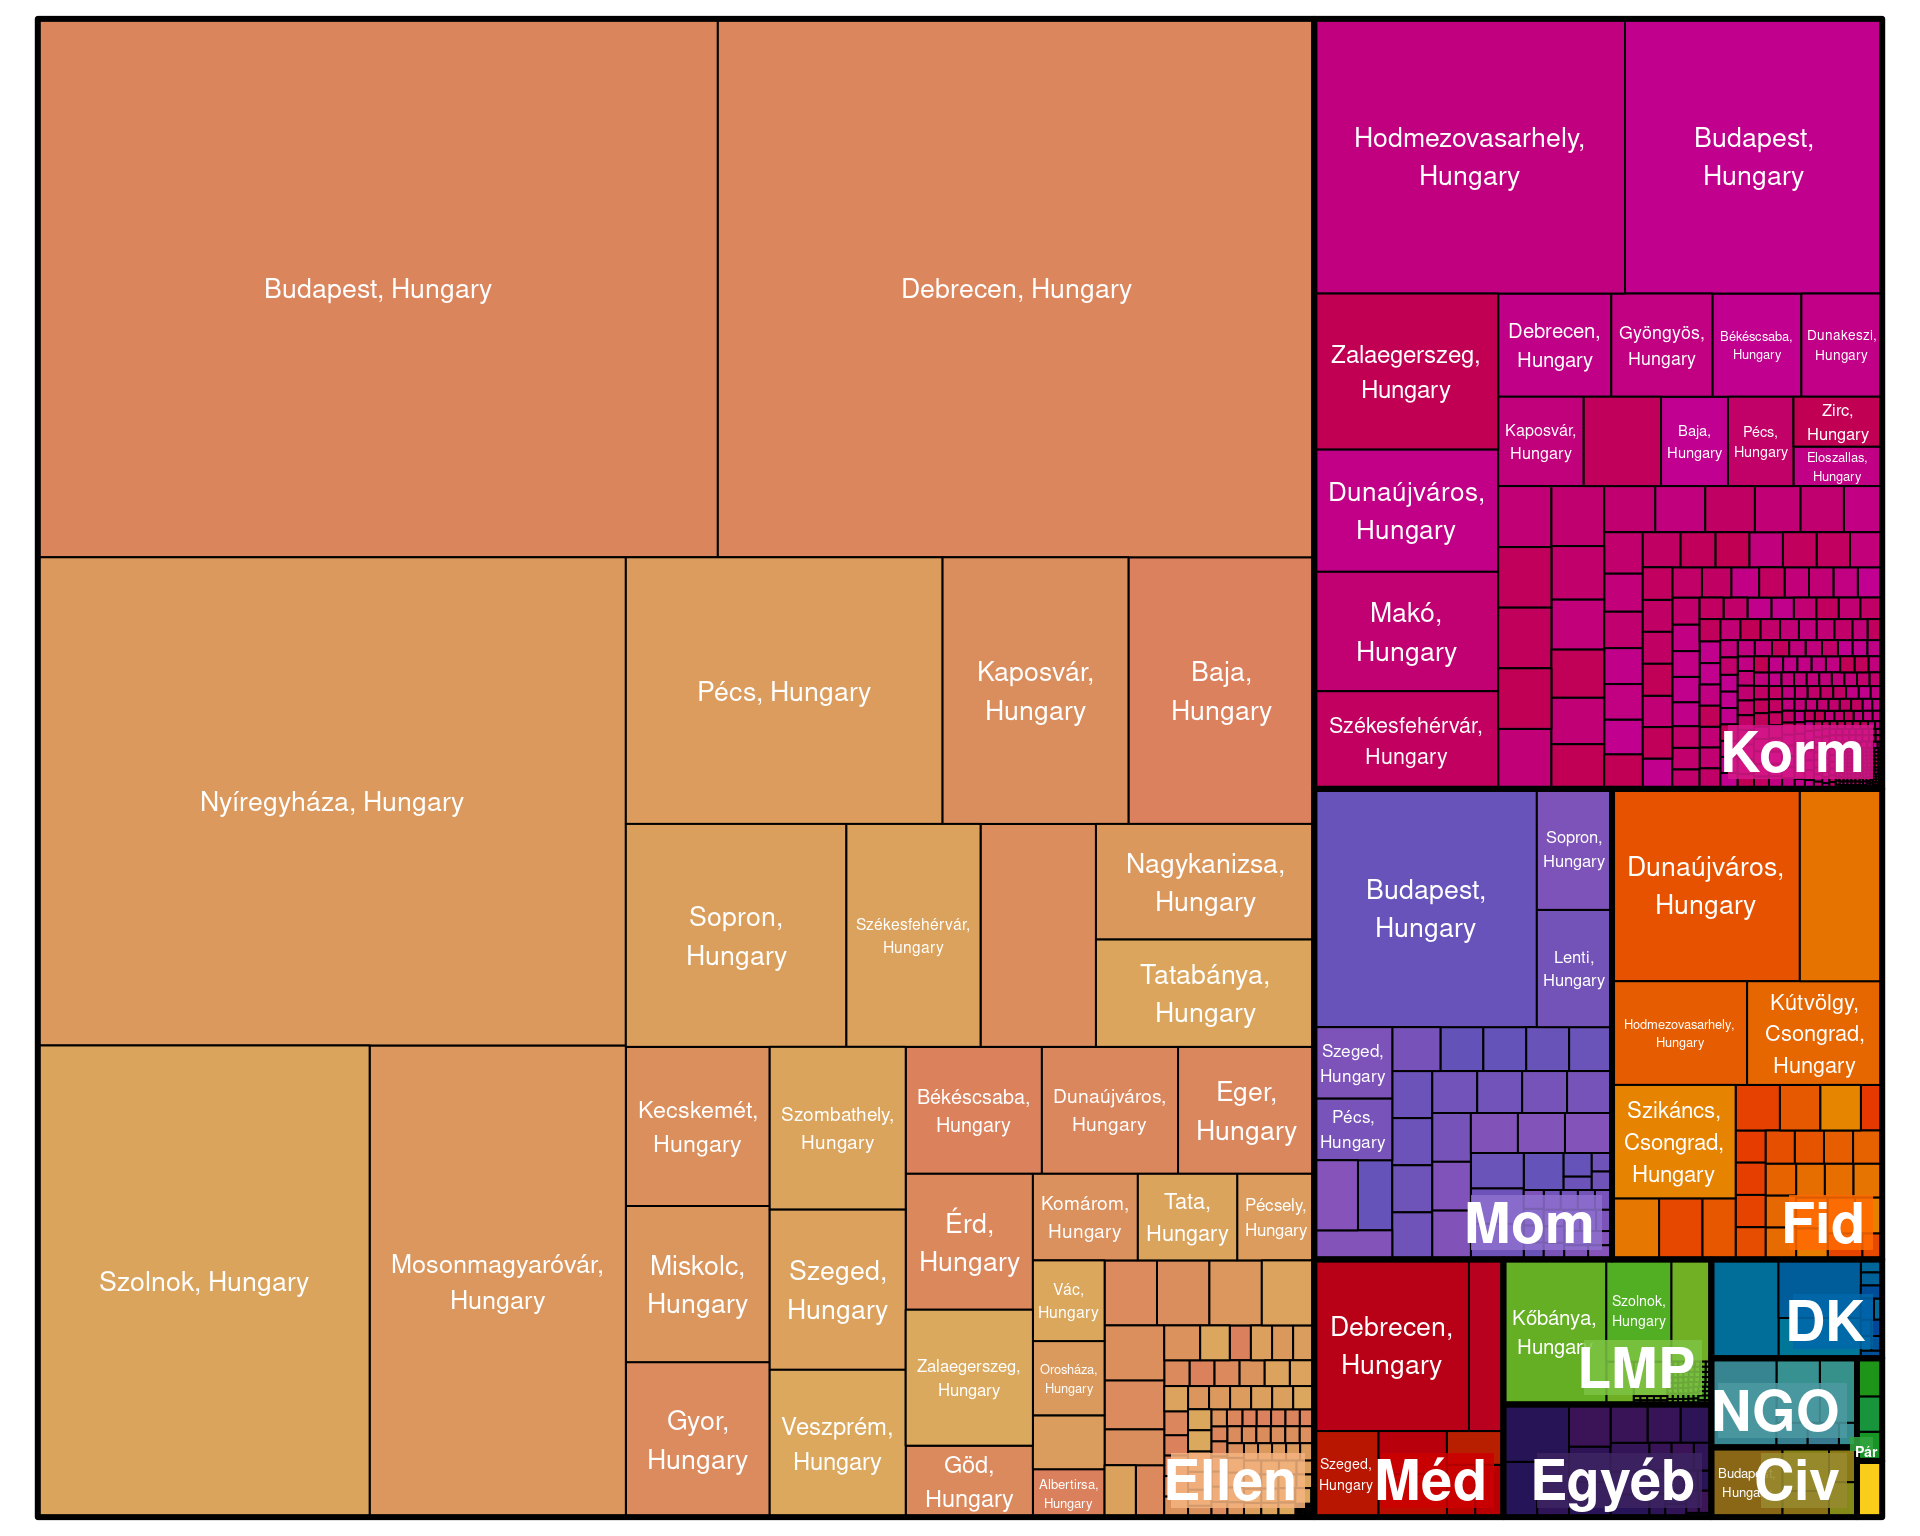 Budapest, Hungary
Debrecen, Hungary
Nyíregyháza, Hungary
Pécs, Hungary
Kaposvár,
Hungary
Baja,
Hungary
Sopron,
Hungary
Székesfehérvár,
Hungary
Nagykanizsa,
Hungary
Tatabánya,
Hungary
Szolnok, Hungary
Mosonmagyaróvár,
Hungary
Kecskemét,
Hungary
Szombathely,
Hungary
Békéscsaba,
Hungary
Dunaújváros,
Hungary
Eger,
Hungary
Miskolc,
Hungary
Szeged,
Hungary
Érd,
Hungary
Komárom,
Hungary
Tata,
Hungary
Pécsely,
Hungary
Vác,
Hungary
Zalaegerszeg,
Hungary
Orosháza,
Hungary
Gyor,
Hungary
Veszprém,
Hungary
Göd,
Hungary
Albertirsa,
Hungary
Ellen
Hodmezovasarhely,
Hungary
Budapest,
Hungary
Zalaegerszeg,
Hungary
Debrecen,
Hungary
Gyöngyös,
Hungary
Békéscsaba,
Hungary
Dunakeszi,
Hungary
Kaposvár,
Hungary
Baja,
Hungary
Pécs,
Hungary
Zirc,
Hungary
Eloszallas,
Hungary
Dunaújváros,
Hungary
Makó,
Hungary
Székesfehérvár,
Hungary
Korm
Budapest,
Hungary
Sopron,
Hungary
Lenti,
Hungary
Szeged,
Hungary
Pécs,
Hungary
Mom
Dunaújváros,
Hungary
Hodmezovasarhely,
Hungary
Kútvölgy,
Csongrad,
Hungary
Szikáncs,
Csongrad,
Hungary
Fid
Debrecen,
Hungary
Szeged,
Hungary
Méd
Kőbánya,
Hungary
Szolnok,
Hungary
LMP
Egyéb
DK
NGO
Pár
Budapest,
Hunga
Civ